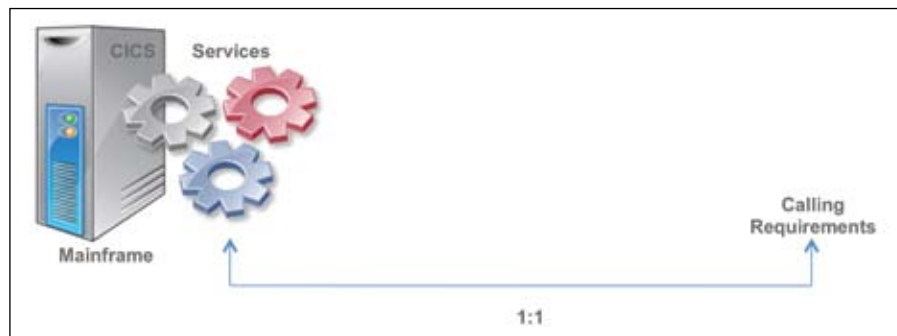 CICS Services
Mainframe
Calling
Requirements
1:1